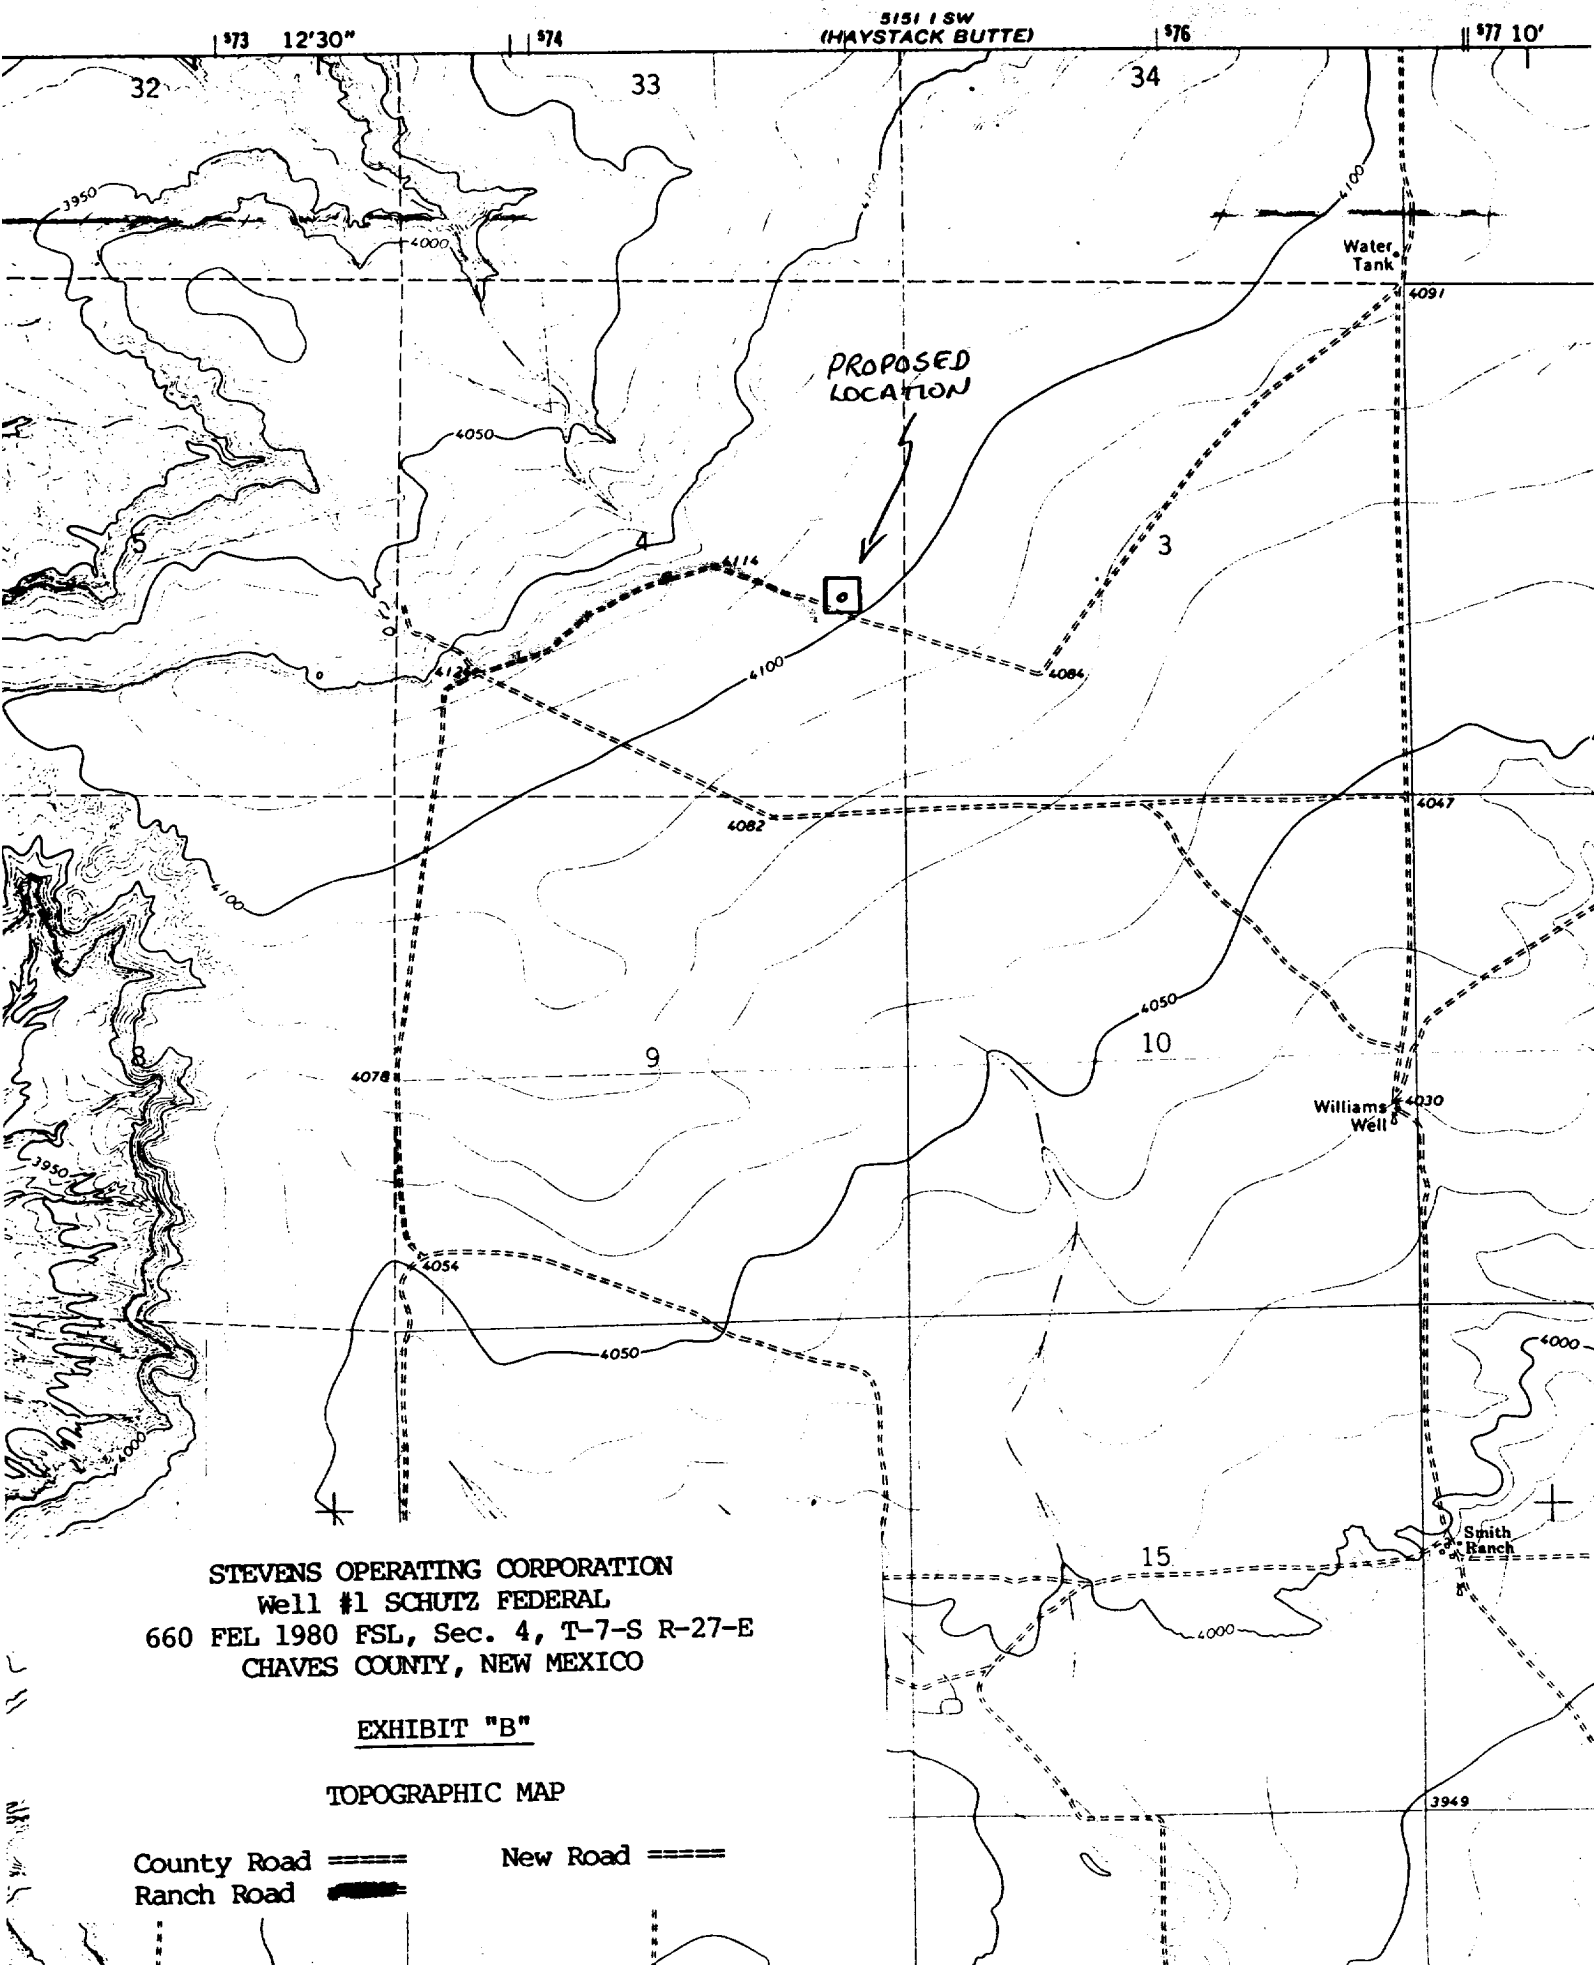 5151 I SW
573 12'30" 574 (HAYSTACK BUTTE) 576 577 10'
32 33 34
3950
4100
4100
4000
Water
Tank
4091
PROPOSED
LOCATION
4050
5 4 3
4114
4100
4084
4082
4047
4100
4050
8 9 10
4078
4030
Williams
Well
3950
4054
4050
4000
4000
Smith
Ranch
15
4000
STEVENS OPERATING CORPORATION
Well #1 SCHUTZ FEDERAL
660 FEL 1980 FSL, Sec. 4, T-7-S R-27-E
CHAVES COUNTY, NEW MEXICO
EXHIBIT "B"
TOPOGRAPHIC MAP
3949
County Road ===== New Road =====
Ranch Road